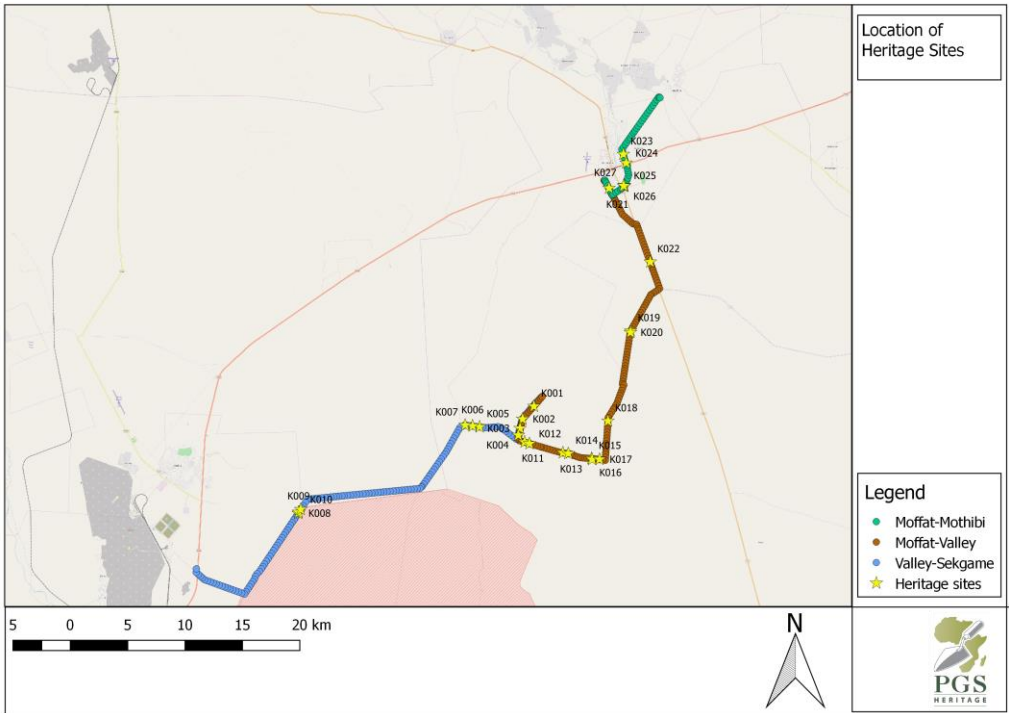 Location of
Heritage Sites
K023
K024
K027
K025
K026
K021
K022
K019
K020
K001
K018
K006
K005
K007
K002
K003
K012
K014
K004
K015
K011
K017
K013
K016
K009
K010
K008
Legend
Moffat-Mothibi
Moffat-Valley
Valley-Sekgame
Heritage sites
5 0 5 10 15 20 km
N
PGS
HERITAGE